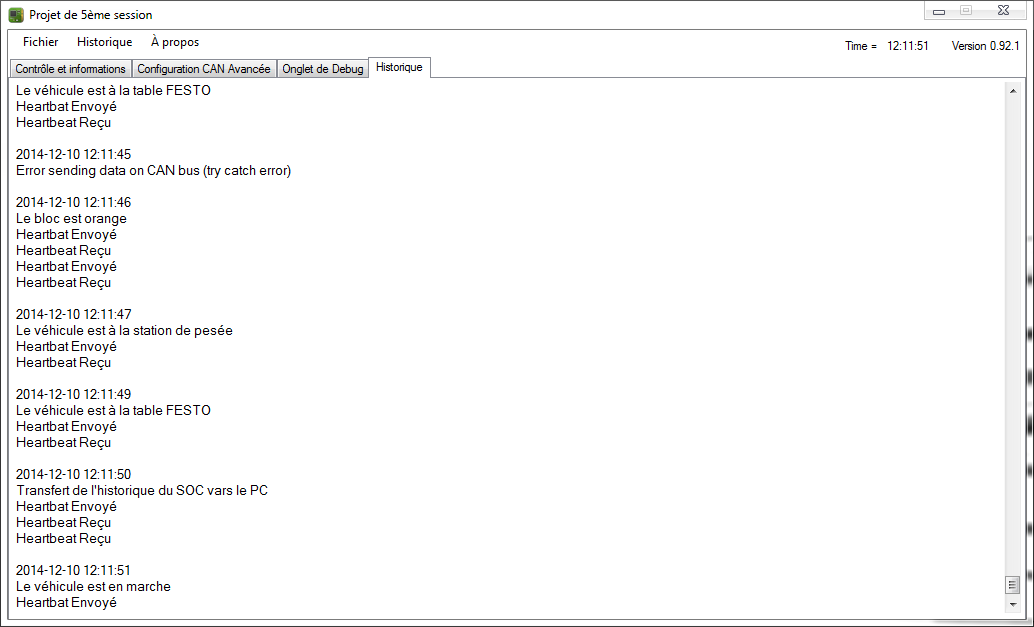 Projet de 5ème session
Fichier Historique À propos
Time = 12:11:51 Version 0.92.1
Contrôle et informations Configuration CAN Avancée Onglet de Debug Historique
Le véhicule est à la table FESTO
Heartbat Envoyé
Heartbeat Reçu
2014-12-10 12:11:45
Error sending data on CAN bus (try catch error)
2014-12-10 12:11:46
Le bloc est orange
Heartbat Envoyé
Heartbeat Reçu
Heartbat Envoyé
Heartbeat Reçu
2014-12-10 12:11:47
Le véhicule est à la station de pesée
Heartbat Envoyé
Heartbeat Reçu
2014-12-10 12:11:49
Le véhicule est à la table FESTO
Heartbat Envoyé
Heartbeat Reçu
2014-12-10 12:11:50
Transfert de l'historique du SOC vars le PC
Heartbat Envoyé
Heartbeat Reçu
Heartbeat Reçu
2014-12-10 12:11:51
Le véhicule est en marche
Heartbat Envoyé